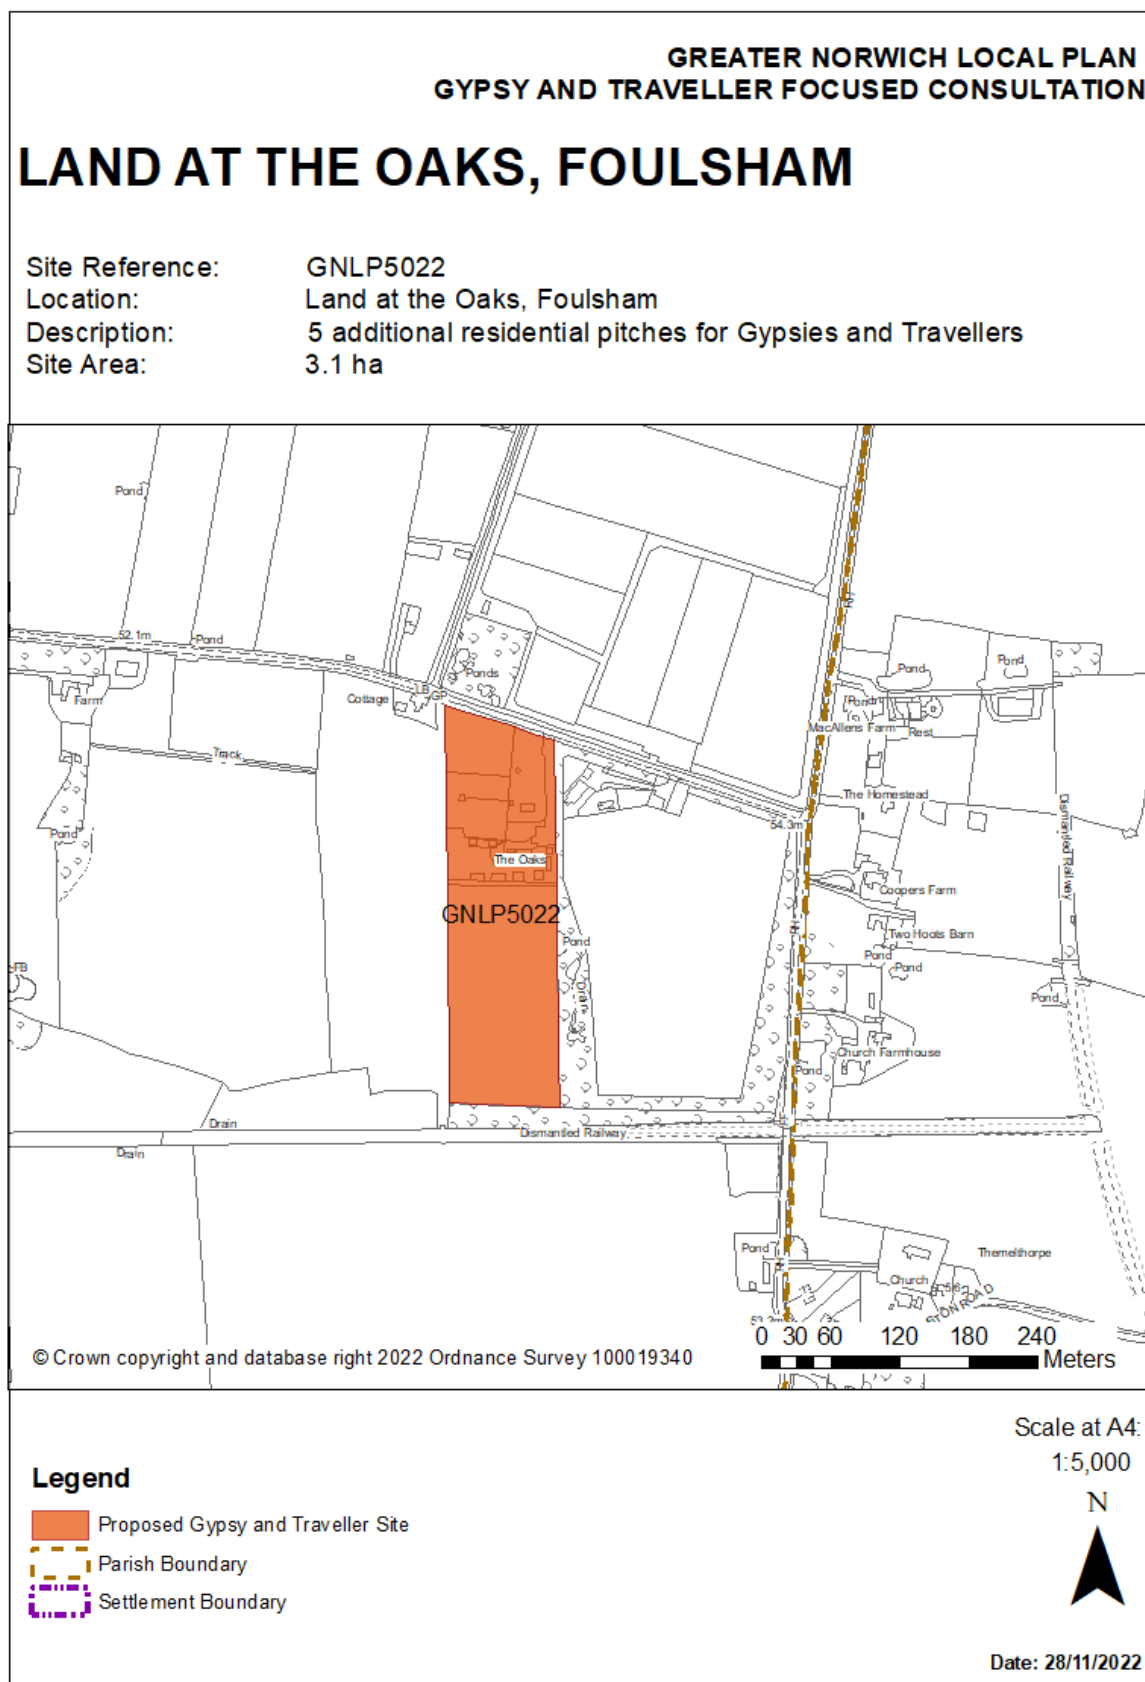 GREATER NORWICH LOCAL PLAN
GYPSY AND TRAVELLER FOCUSED CONSULTATION
LAND AT THE OAKS, FOULSHAM
Site Reference: GNLP5022
Location: Land at the Oaks, Foulsham
Description: 5 additional residential pitches for Gypsies and Travellers
Site Area: 3.1 ha
Pond
52.1m
Pond
Ponds
LB
GP
Cottage
Farm
Track
Pond
Pond
Pond
Pond
MacAllens Farm
Rest
The Homestead
54.3m
Dismantled Railway
The Oaks
Coopers Farm
GNLP5022
Two Hoots Barn
Pond
Pond
Pond
FB
Drain
Pond
Church Farmhouse
Pond
Drain
Dismantled Railway
Drain
Pond
Themelthorpe
Church
© Crown copyright and database right 2022 Ordnance Survey 100019340
0 30 60 120 180 240
Meters
Scale at A4:
1:5,000
Legend
N
Proposed Gypsy and Traveller Site
Parish Boundary
Settlement Boundary
Date: 28/11/2022